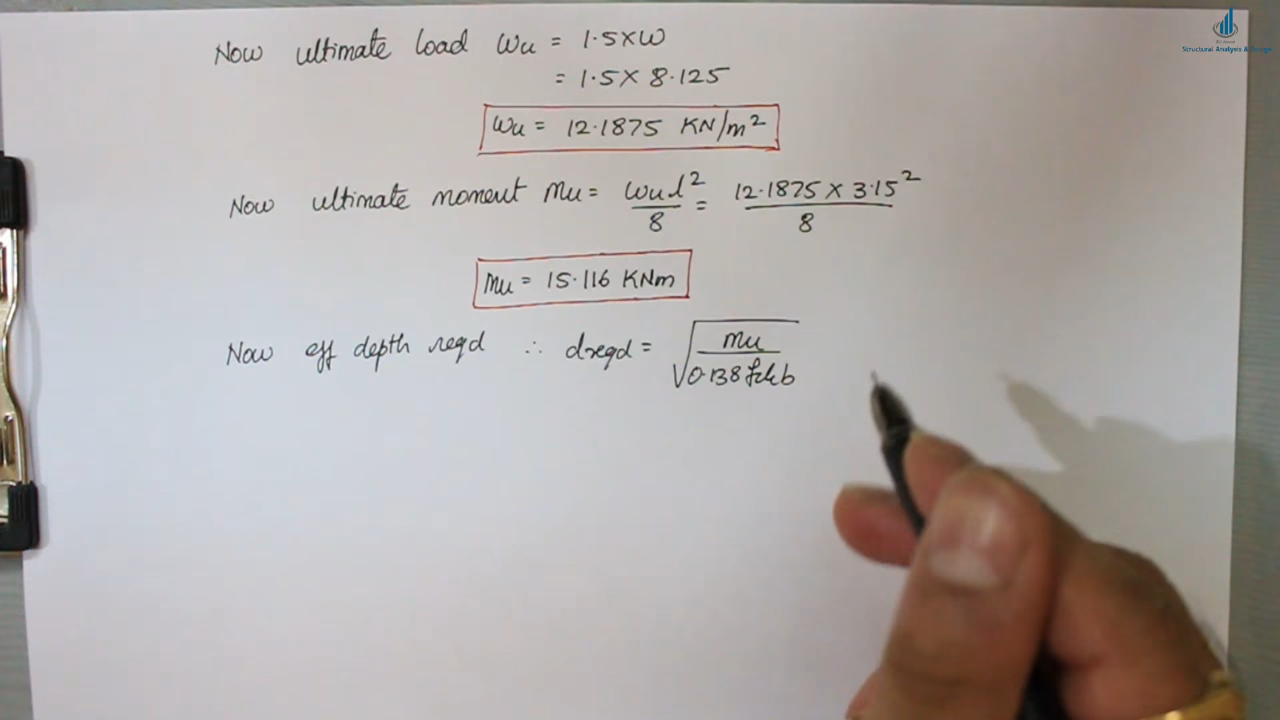 Structural Analysis & Design
Now ultimate load Wu = 1.5×W
= 1.5×8.125
Wu = 12.1875 KN/m²
Now ultimate moment Mu = Wul²/8 = 12.1875×3.15²/8
Mu = 15.116 KNm
Now eff depth reqd ∴ dreqd = √(Mu/0.138fckb)